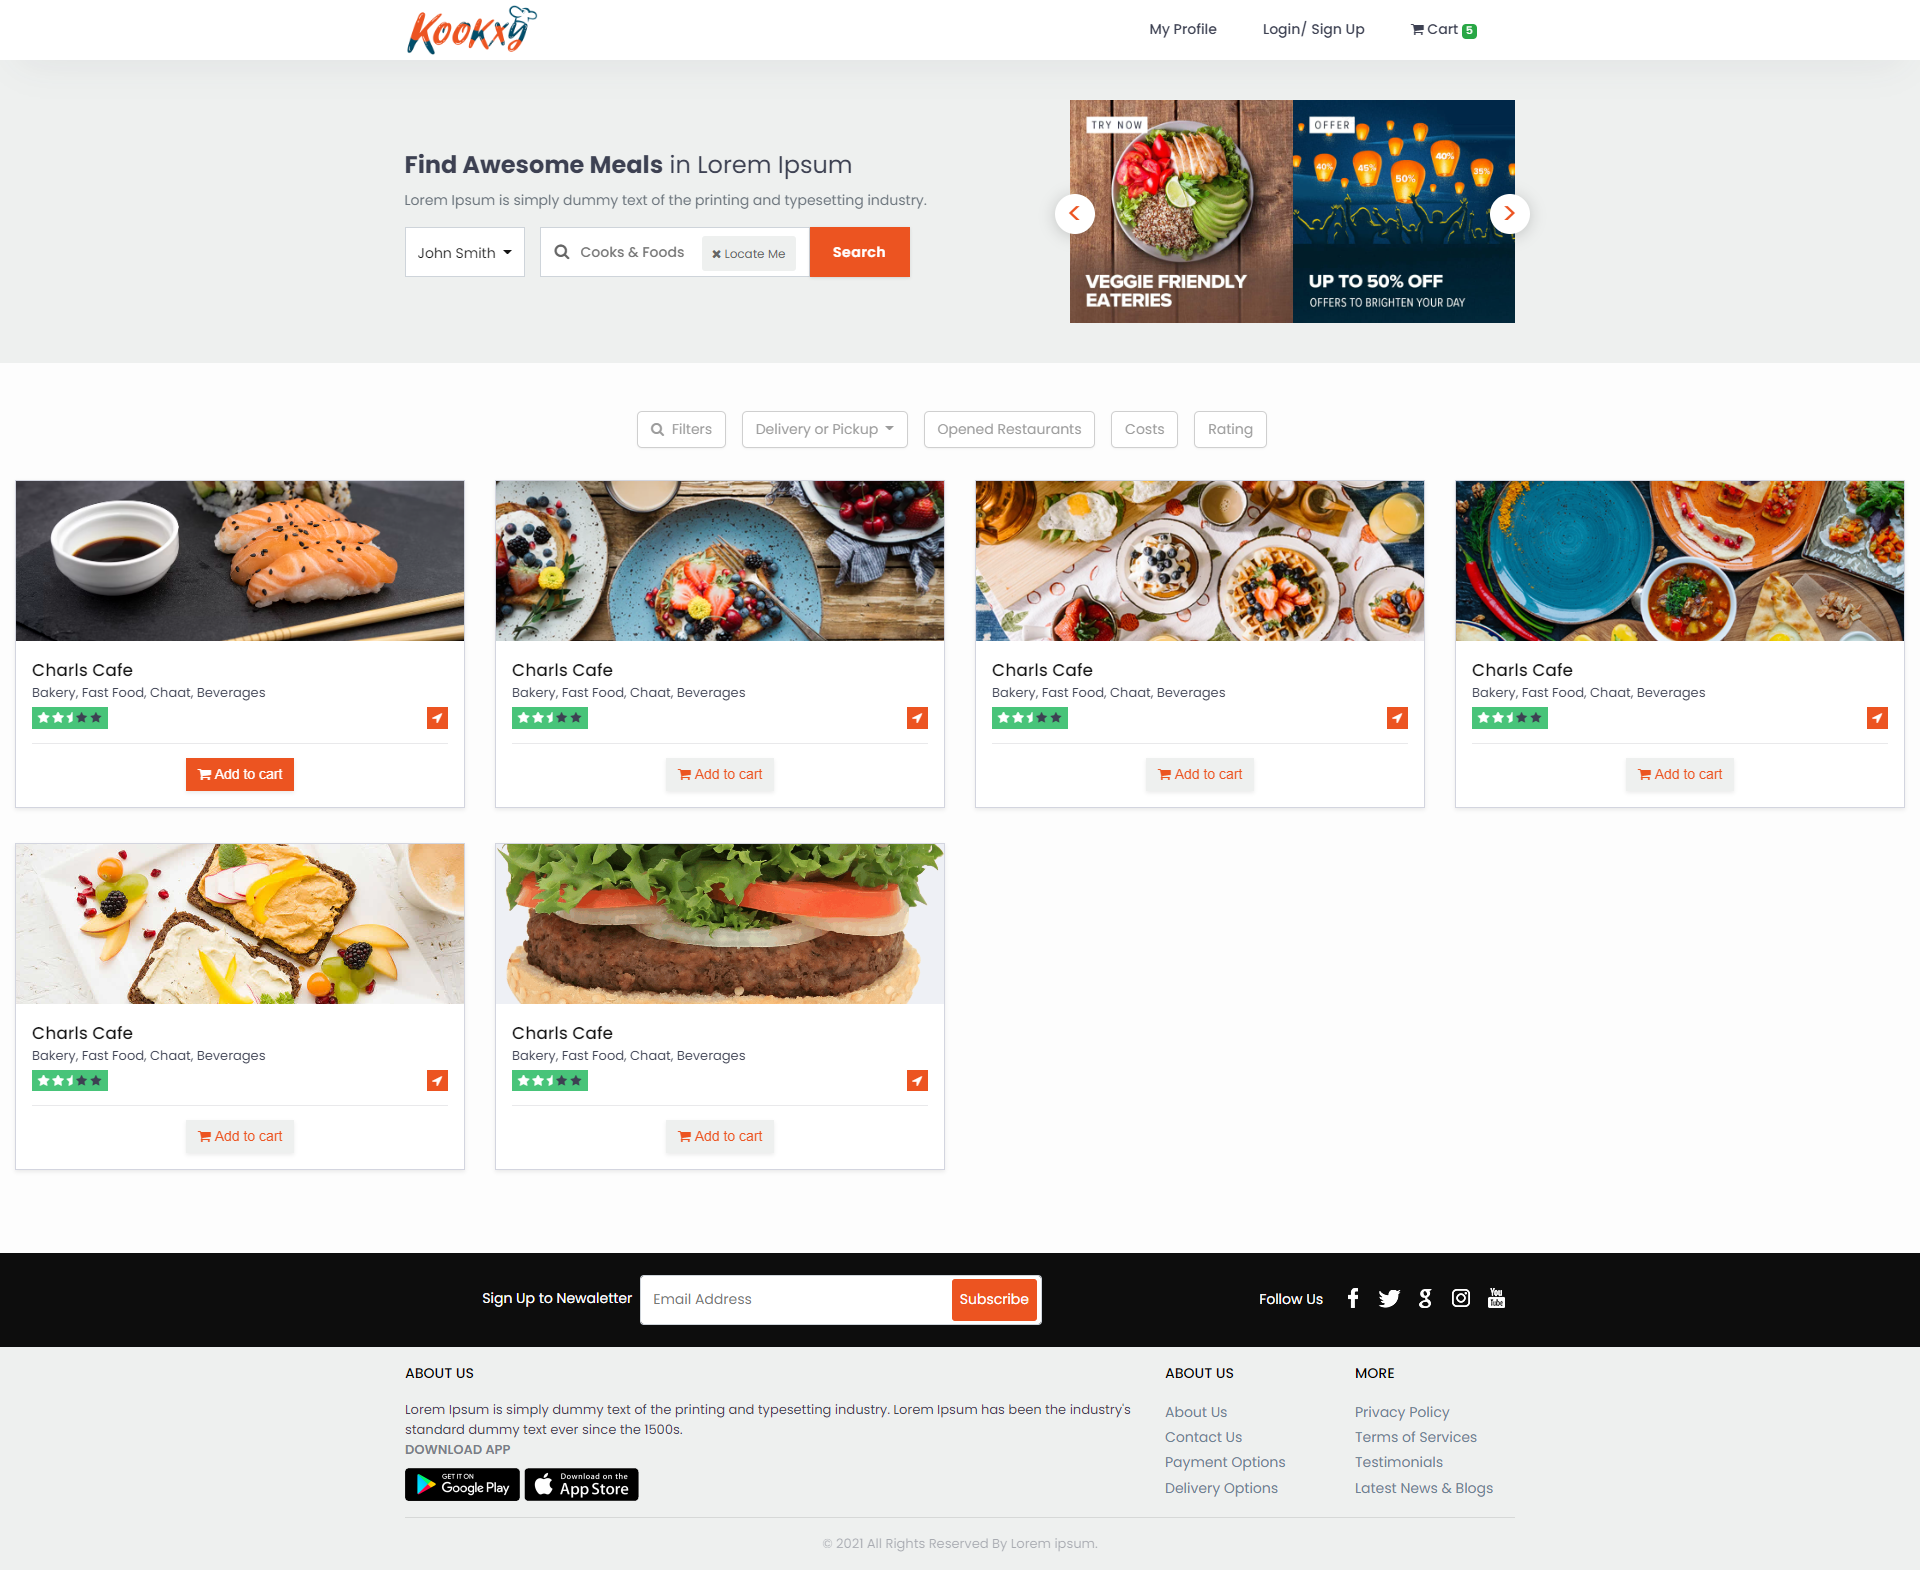 Kookxy
My Profile
Login/ Sign Up
Cart 5
Find Awesome Meals in Lorem Ipsum
Lorem Ipsum is simply dummy text of the printing and typesetting industry.
John Smith
Cooks & Foods
Locate Me
Search
TRY NOW
VEGGIE FRIENDLY
EATERIES
OFFER
40%
45%
50%
40%
35%
UP TO 50% OFF
OFFERS TO BRIGHTEN YOUR DAY
Filters
Delivery or Pickup
Opened Restaurants
Costs
Rating
Charls Cafe
Bakery, Fast Food, Chaat, Beverages
Add to cart
Charls Cafe
Bakery, Fast Food, Chaat, Beverages
Add to cart
Charls Cafe
Bakery, Fast Food, Chaat, Beverages
Add to cart
Charls Cafe
Bakery, Fast Food, Chaat, Beverages
Add to cart
Charls Cafe
Bakery, Fast Food, Chaat, Beverages
Add to cart
Charls Cafe
Bakery, Fast Food, Chaat, Beverages
Add to cart
Sign Up to Newaletter
Email Address
Subscribe
Follow Us
You
Tube
ABOUT US
Lorem Ipsum is simply dummy text of the printing and typesetting industry. Lorem Ipsum has been the industry's
standard dummy text ever since the 1500s.
DOWNLOAD APP
GET IT ON
Google Play
Download on the
App Store
ABOUT US
About Us
Contact Us
Payment Options
Delivery Options
MORE
Privacy Policy
Terms of Services
Testimonials
Latest News & Blogs
© 2021 All Rights Reserved By Lorem ipsum.